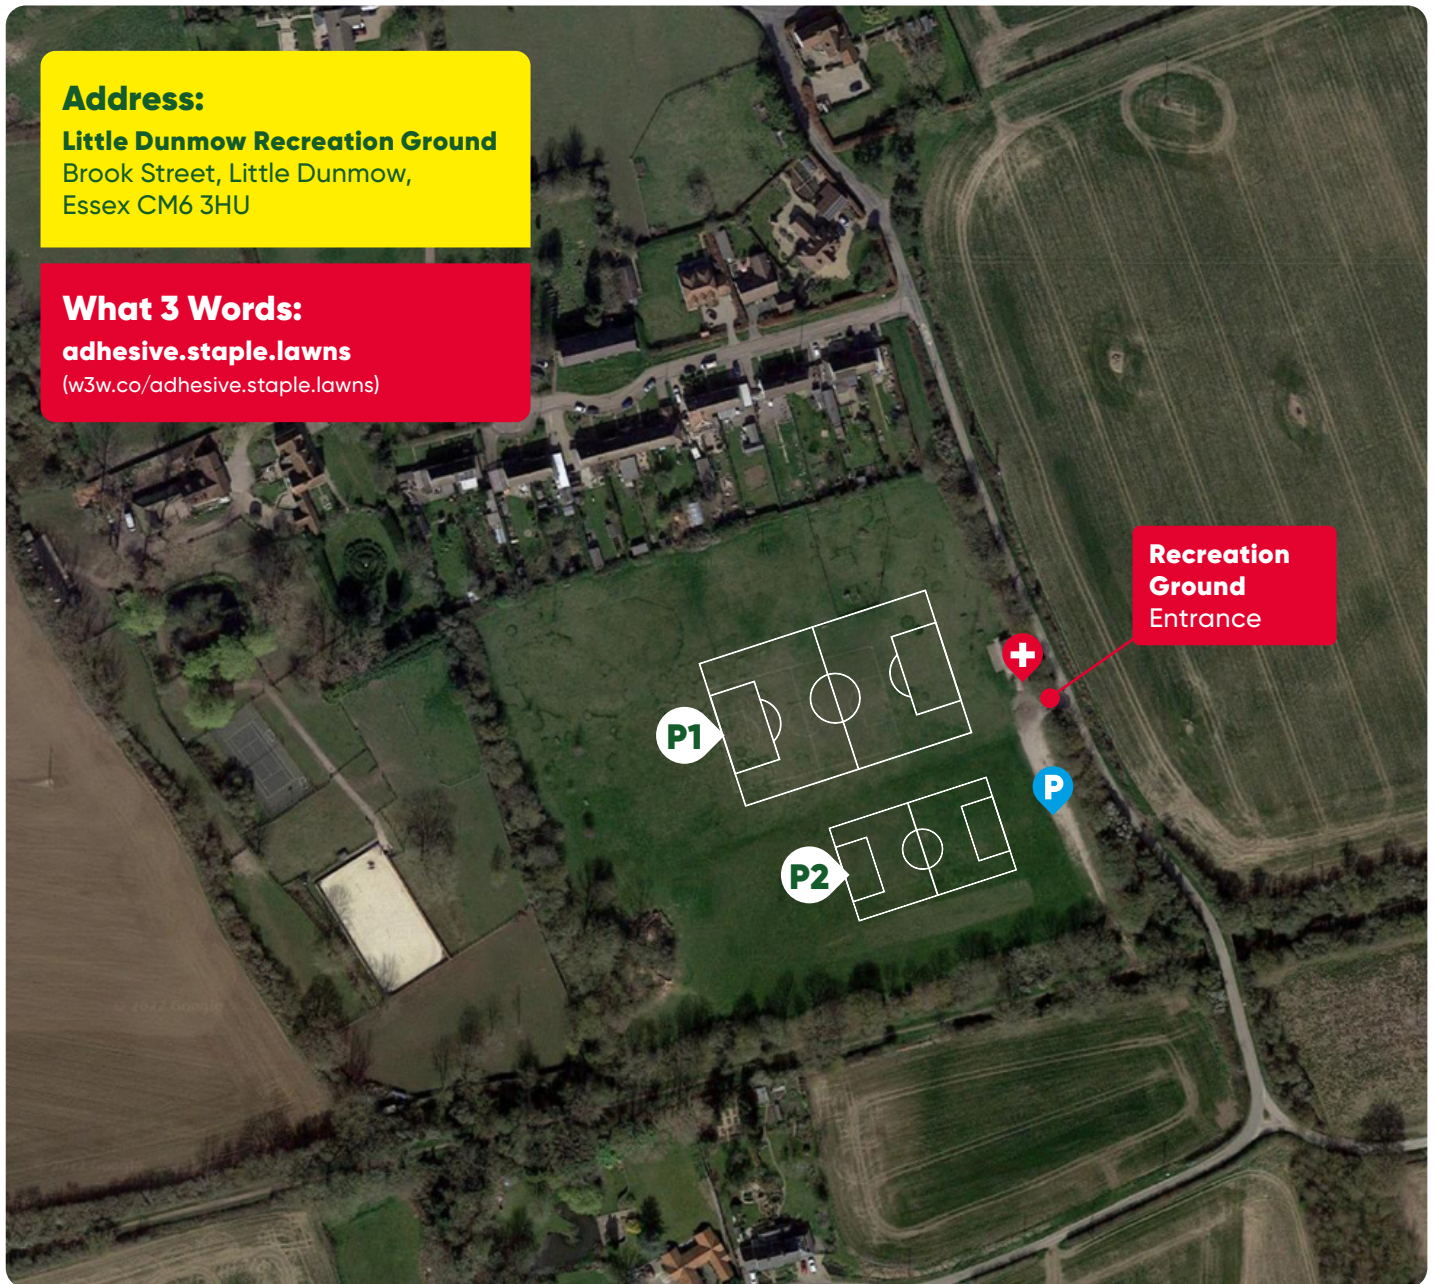 Address:
Little Dunmow Recreation Ground
Brook Street, Little Dunmow,
Essex CM6 3HU
What 3 Words:
adhesive.staple.lawns
(w3w.co/adhesive.staple.lawns)
Recreation
Ground
Entrance
P1
P
P2